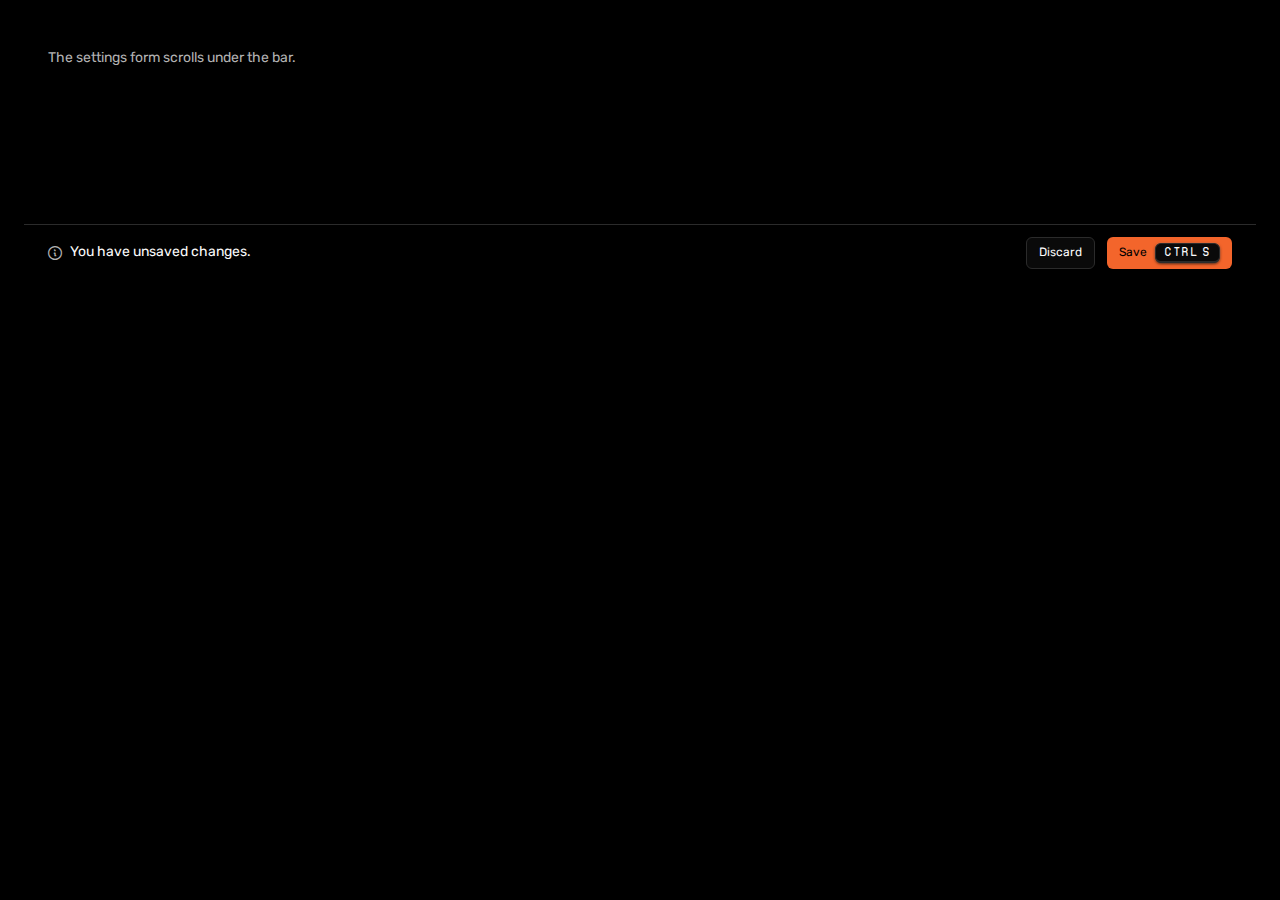 The settings form scrolls under the bar.
You have unsaved changes.
Discard
Save CTRL S